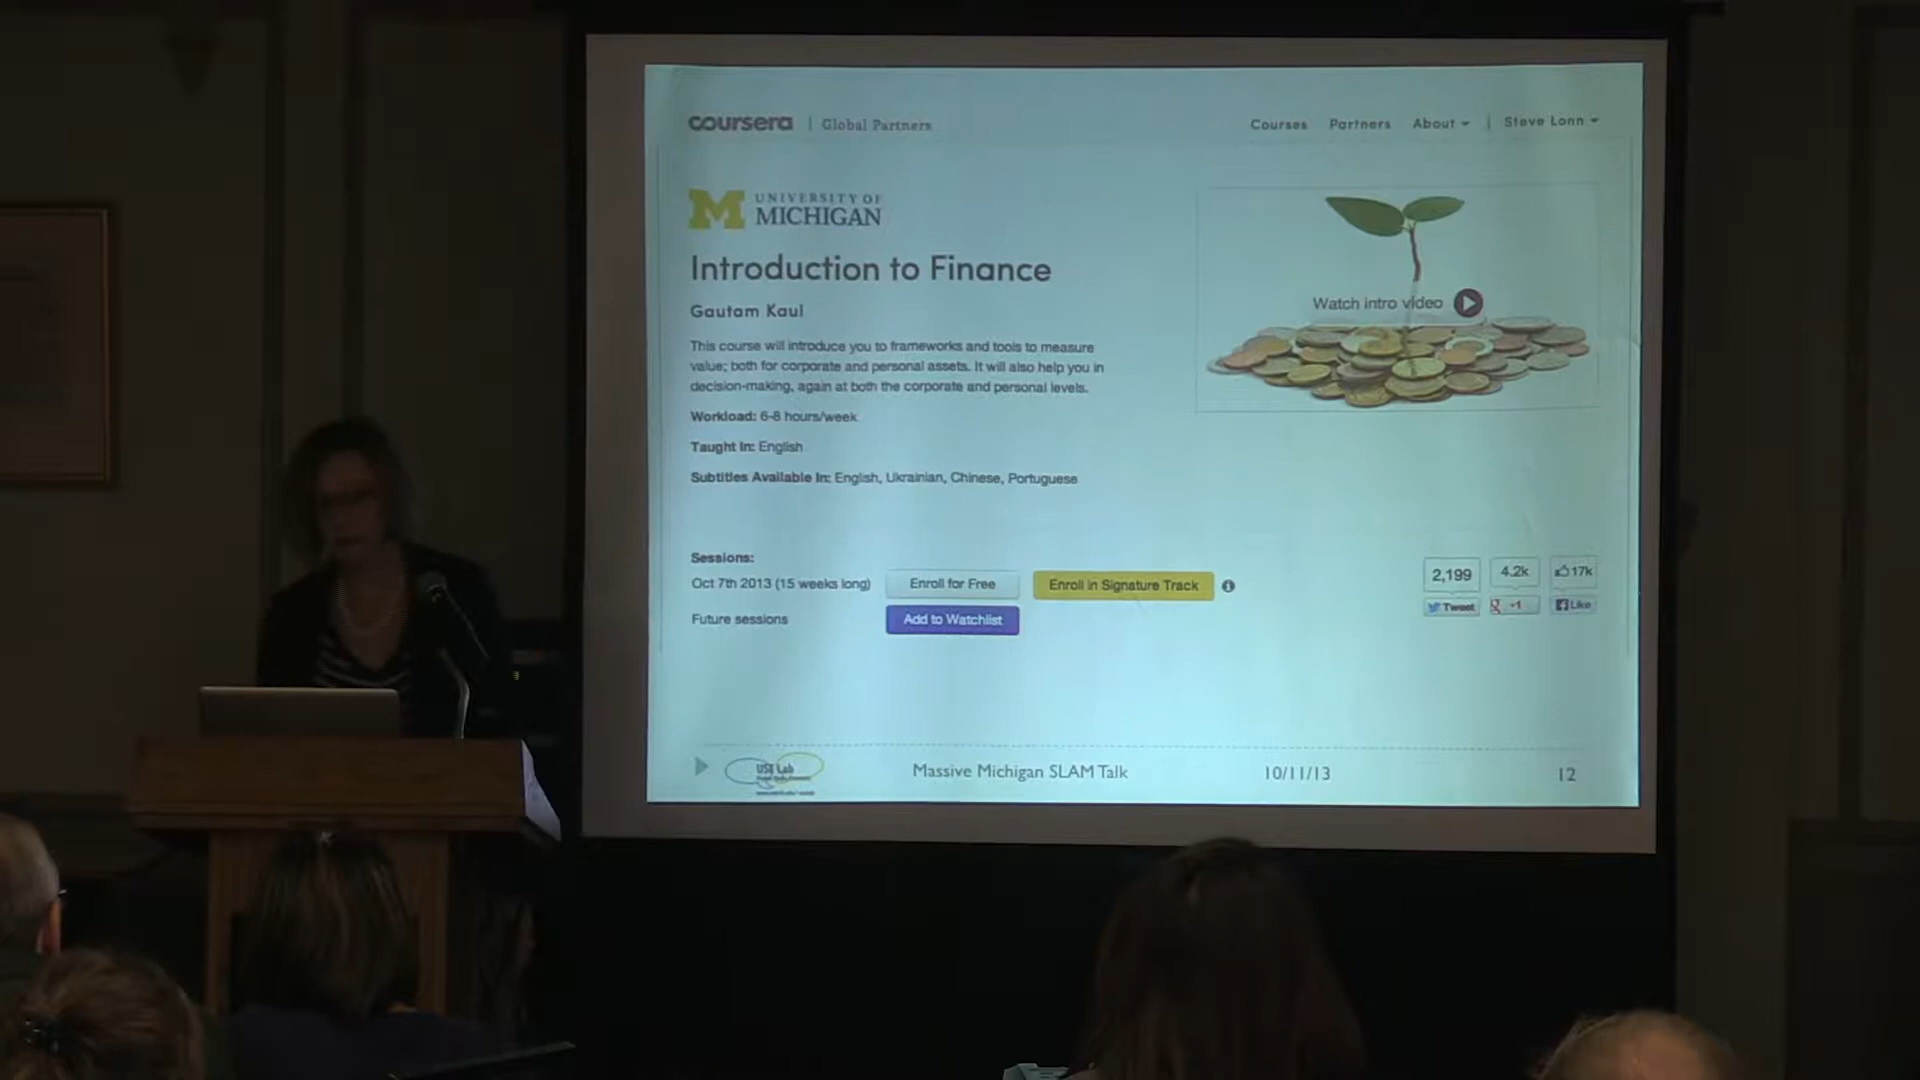 coursera | Global Partners
Courses Partners About | Steve Lonn
M UNIVERSITY OF
MICHIGAN
Introduction to Finance
Gautam Kaul
Watch intro video
This course will introduce you to frameworks and tools to measure
value; both for corporate and personal assets. It will also help you in
decision-making, again at both the corporate and personal levels.
Workload: 6-8 hours/week
Taught In: English
Subtitles Available In: English, Ukrainian, Chinese, Portuguese
Sessions:
Oct 7th 2013 (15 weeks long) Enroll for Free Enroll in Signature Track
Future sessions Add to Watchlist
2,199 4.2k 17k
Tweet +1 Like
USE Lab
Massive Michigan SLAM Talk 10/11/13 12